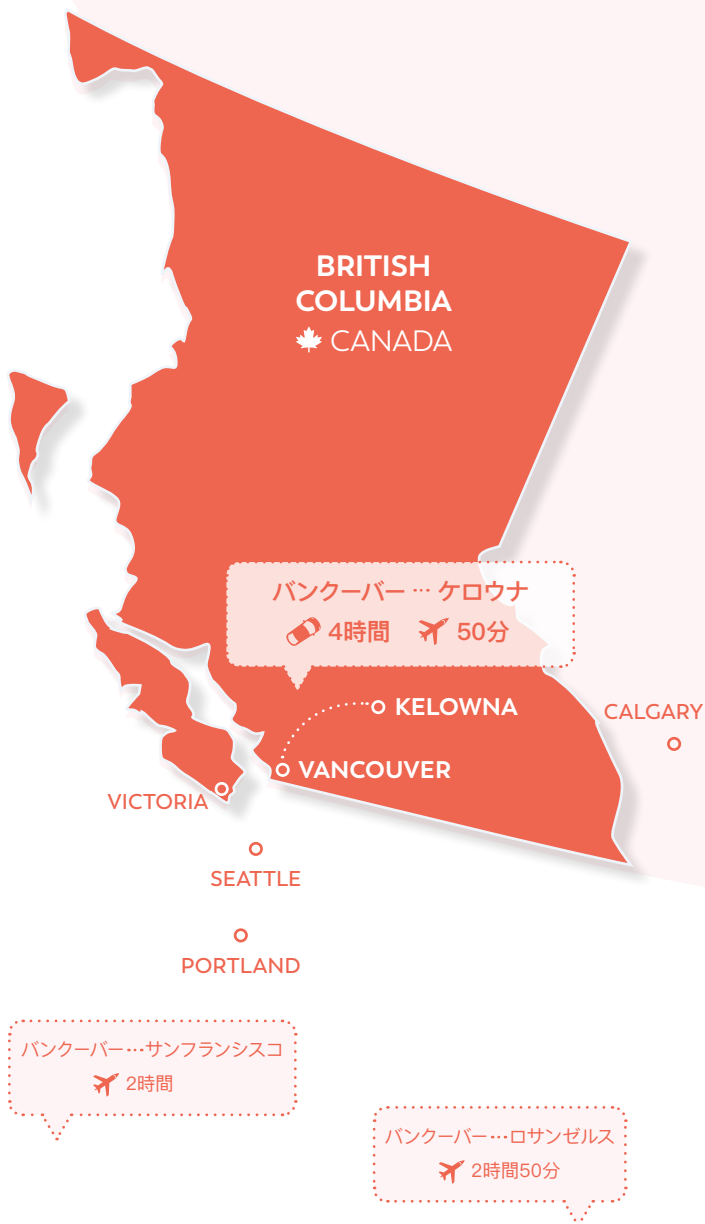 BRITISH
COLUMBIA
CANADA
バンクーバー … ケロウナ
4時間 50分
KELOWNA
CALGARY
VANCOUVER
VICTORIA
SEATTLE
PORTLAND
バンクーバー…サンフランシスコ
2時間
バンクーバー…ロサンゼルス
2時間50分